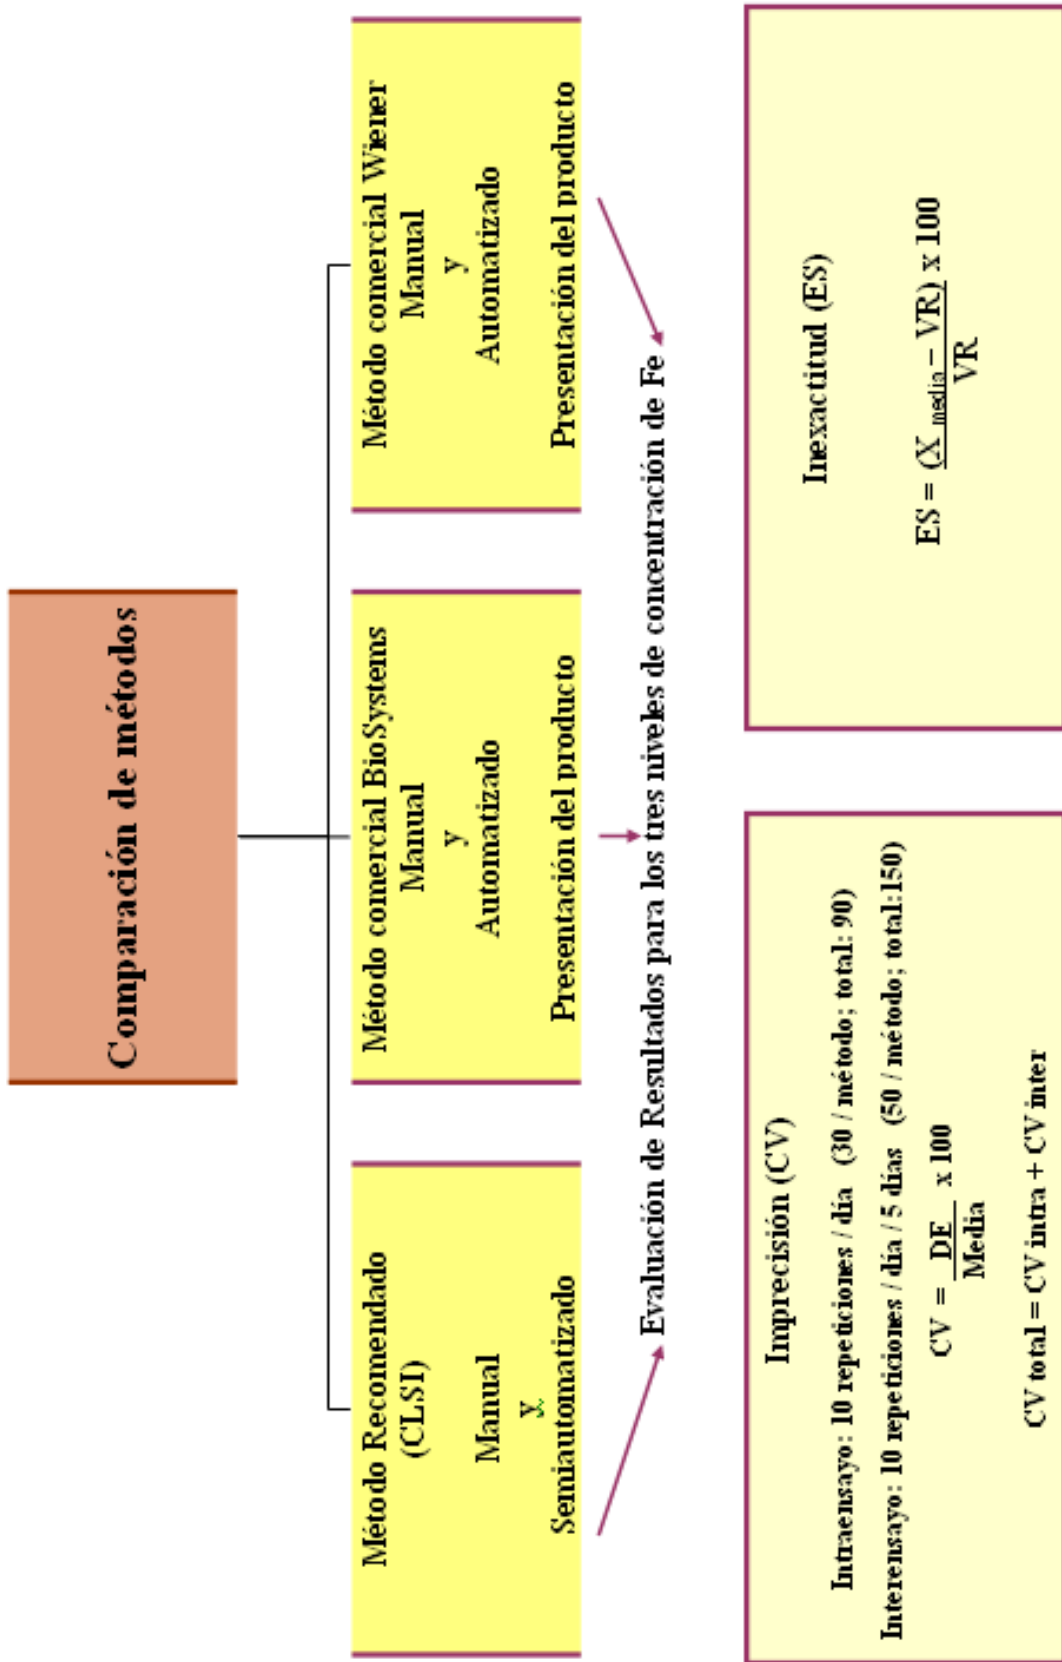 Comparación de métodos
Método Recomendado
(CLSI)
Manual
y
Semiautomatizado
Método comercial BioSystems
Manual
y
Automatizado
Presentación del producto
Método comercial Wiener
Manual
y
Automatizado
Presentación del producto
Evaluación de Resultados para los tres niveles de concentración de Fe
Imprecisión (CV)
Intraensayo: 10 repeticiones / día (30 / método; total: 90)
Interensayo: 10 repeticiones / día / 5 días (50 / método; total:150)
CV = DE x 100
Media
CV total = CV intra + CV inter
Inexactitud (ES)
ES = (X media – VR) x 100
VR